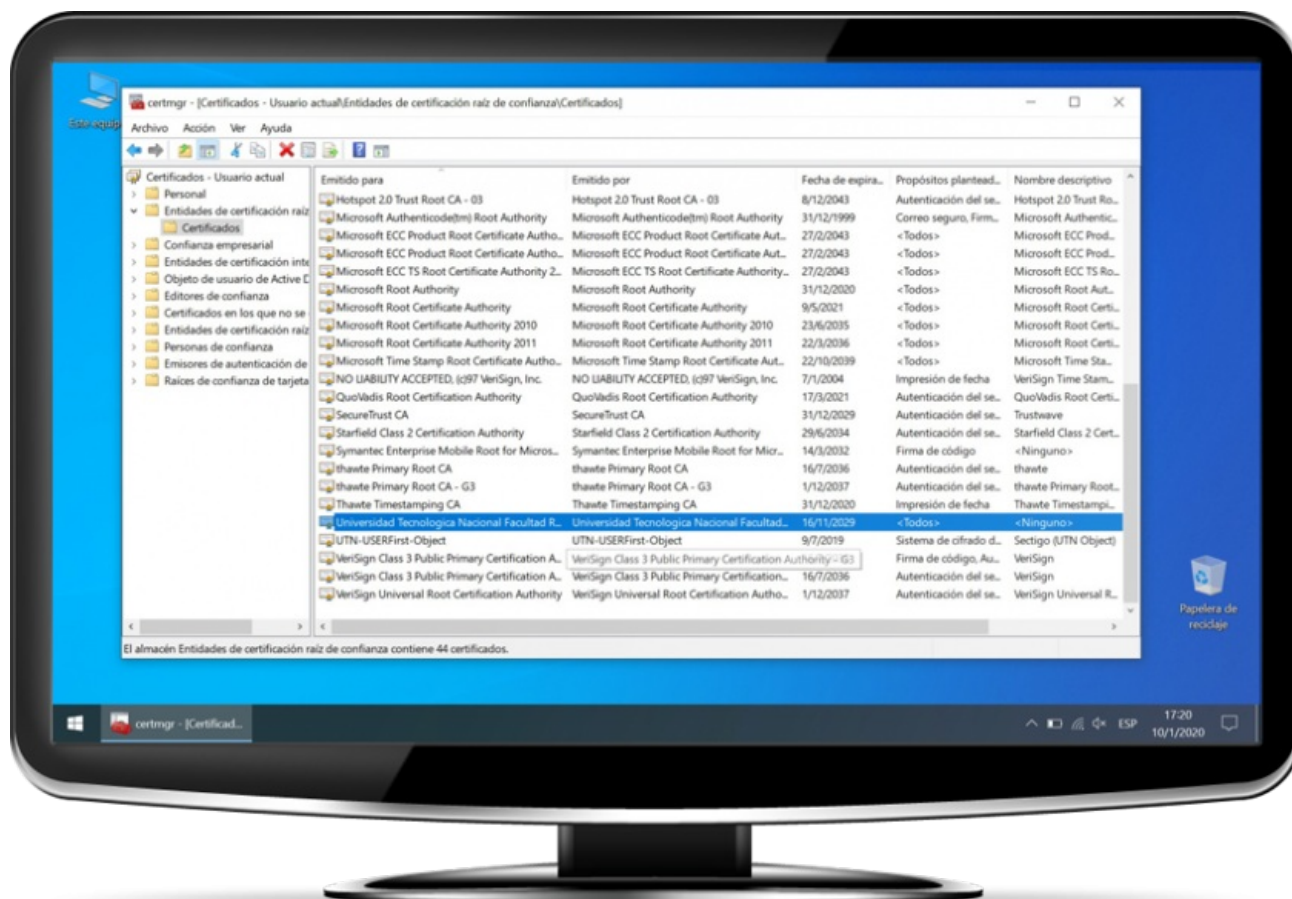 Este equip
certmgr - [Certificados - Usuario actual\Entidades de certificación raíz de confianza\Certificados]
Archivo Acción Ver Ayuda
Certificados - Usuario actual
Personal
Entidades de certificación raíz
Certificados
Confianza empresarial
Entidades de certificación inte
Objeto de usuario de Active D
Editores de confianza
Certificados en los que no se
Entidades de certificación raíz
Personas de confianza
Emisores de autenticación de
Raíces de confianza de tarjeta
Emitido para Emitido por Fecha de expira... Propósitos plantead... Nombre descriptivo
Hotspot 2.0 Trust Root CA - 03 Hotspot 2.0 Trust Root CA - 03 8/12/2043 Autenticación del se... Hotspot 2.0 Trust Ro...
Microsoft Authenticode(tm) Root Authority Microsoft Authenticode(tm) Root Authority 31/12/1999 Correo seguro, Firm... Microsoft Authentic...
Microsoft ECC Product Root Certificate Autho... Microsoft ECC Product Root Certificate Aut... 27/2/2043 <Todos> Microsoft ECC Prod...
Microsoft ECC Product Root Certificate Autho... Microsoft ECC Product Root Certificate Aut... 27/2/2043 <Todos> Microsoft ECC Prod...
Microsoft ECC TS Root Certificate Authority 2... Microsoft ECC TS Root Certificate Authority... 27/2/2043 <Todos> Microsoft ECC TS Ro...
Microsoft Root Authority Microsoft Root Authority 31/12/2020 <Todos> Microsoft Root Aut...
Microsoft Root Certificate Authority Microsoft Root Certificate Authority 9/5/2021 <Todos> Microsoft Root Certi...
Microsoft Root Certificate Authority 2010 Microsoft Root Certificate Authority 2010 23/6/2035 <Todos> Microsoft Root Certi...
Microsoft Root Certificate Authority 2011 Microsoft Root Certificate Authority 2011 22/3/2036 <Todos> Microsoft Root Certi...
Microsoft Time Stamp Root Certificate Autho... Microsoft Time Stamp Root Certificate Aut... 22/10/2039 <Todos> Microsoft Time Sta...
NO LIABILITY ACCEPTED, (c)97 VeriSign, Inc. NO LIABILITY ACCEPTED, (c)97 VeriSign, Inc. 7/1/2004 Impresión de fecha VeriSign Time Stam...
QuoVadis Root Certification Authority QuoVadis Root Certification Authority 17/3/2021 Autenticación del se... QuoVadis Root Certi...
SecureTrust CA SecureTrust CA 31/12/2029 Autenticación del se... Trustwave
Starfield Class 2 Certification Authority Starfield Class 2 Certification Authority 29/6/2034 Autenticación del se... Starfield Class 2 Cert...
Symantec Enterprise Mobile Root for Micros... Symantec Enterprise Mobile Root for Micr... 14/3/2032 Firma de código <Ninguno>
thawte Primary Root CA thawte Primary Root CA 16/7/2036 Autenticación del se... thawte
thawte Primary Root CA - G3 thawte Primary Root CA - G3 1/12/2037 Autenticación del se... thawte Primary Root...
Thawte Timestamping CA Thawte Timestamping CA 31/12/2020 Impresión de fecha Thawte Timestampi...
Universidad Tecnologica Nacional Facultad R... Universidad Tecnologica Nacional Facultad... 16/11/2029 <Todos> <Ninguno>
UTN-USERFirst-Object UTN-USERFirst-Object 9/7/2019 Sistema de cifrado d... Sectigo (UTN Object)
VeriSign Class 3 Public Primary Certification A... VeriSign Class 3 Public Primary Certification Authority - G3 Firma de código, Au... VeriSign
VeriSign Class 3 Public Primary Certification A... VeriSign Class 3 Public Primary Certification... 16/7/2036 Autenticación del se... VeriSign
VeriSign Universal Root Certification Authority VeriSign Universal Root Certification Autho... 1/12/2037 Autenticación del se... VeriSign Universal R...
El almacén Entidades de certificación raíz de confianza contiene 44 certificados.
Papelera de
reciclaje
certmgr - [Certificad...
ESP
17:20
10/1/2020